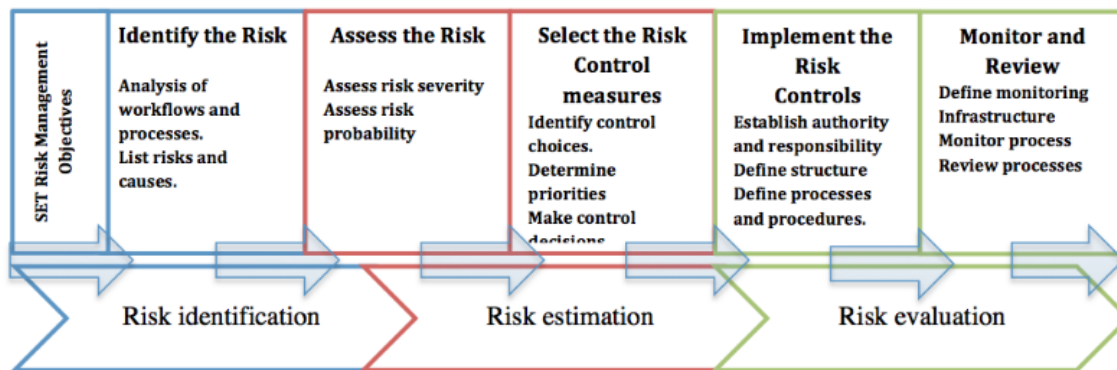 SET Risk Management
Objectives
Identify the Risk
Analysis of
workflows and
processes.
List risks and
causes.
Assess the Risk
Assess risk severity
Assess risk
probability
Select the Risk
Control
measures
Identify control
choices.
Determine
priorities
Make control
decisions
Implement the
Risk
Controls
Establish authority
and responsibility
Define structure
Define processes
and procedures.
Monitor and
Review
Define monitoring
Infrastructure
Monitor process
Review processes
Risk identification
Risk estimation
Risk evaluation